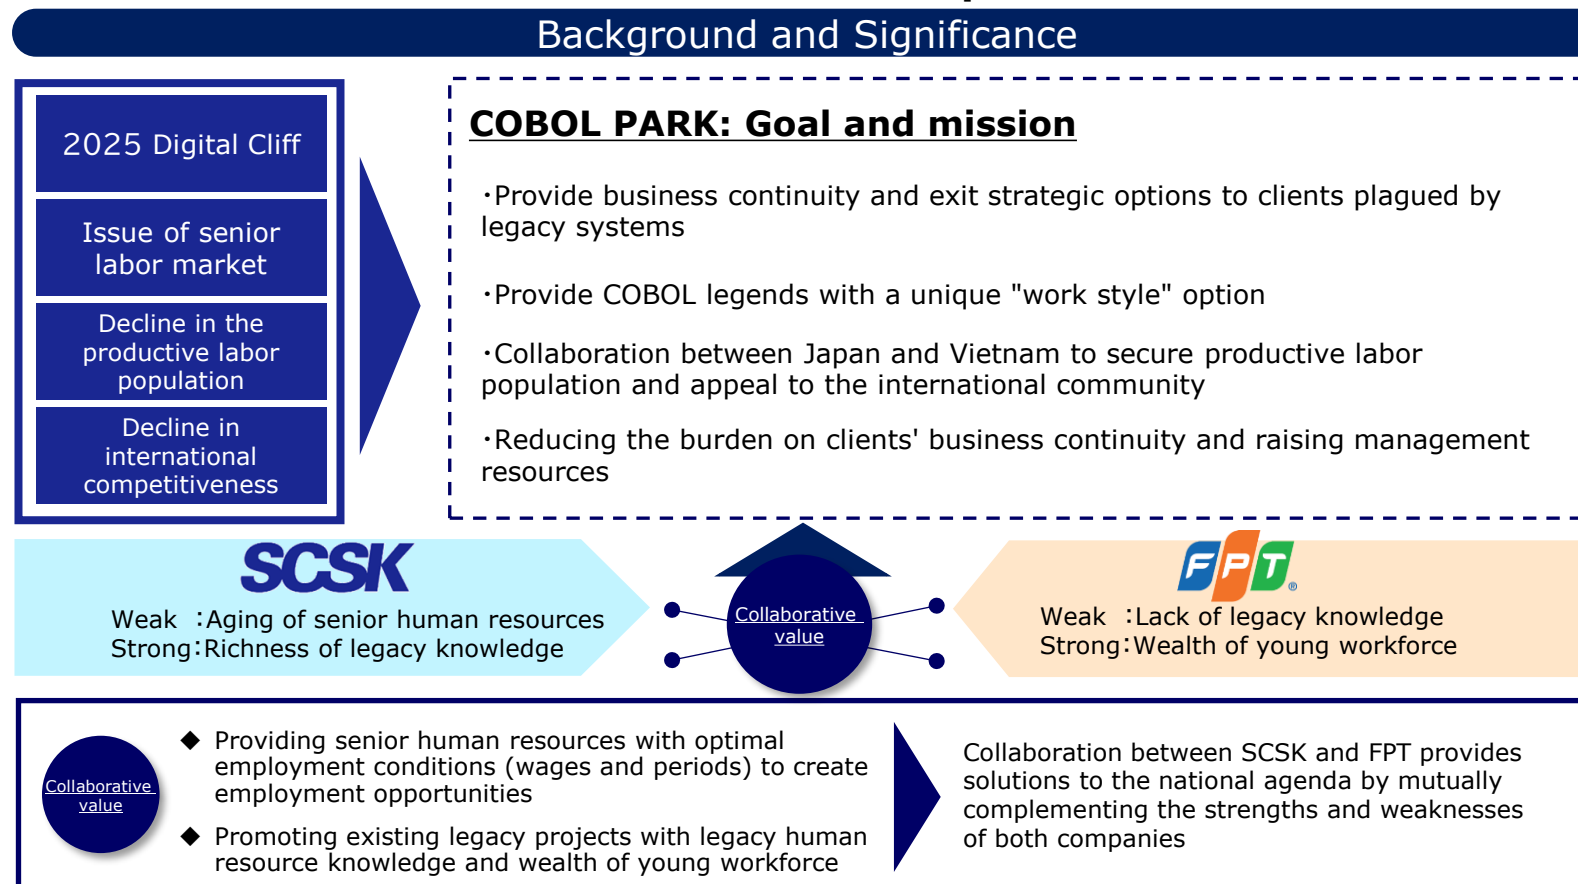 Background and Significance
2025 Digital Cliff
Issue of senior
labor market
Decline in the
productive labor
population
Decline in
international
competitiveness
COBOL PARK: Goal and mission
・Provide business continuity and exit strategic options to clients plagued by
legacy systems
・Provide COBOL legends with a unique "work style" option
・Collaboration between Japan and Vietnam to secure productive labor
population and appeal to the international community
・Reducing the burden on clients' business continuity and raising management
resources
SCSK
Weak ：Aging of senior human resources
Strong：Richness of legacy knowledge
Collaborative
value
FPT®
Weak ：Lack of legacy knowledge
Strong：Wealth of young workforce
Collaborative
value
◆ Providing senior human resources with optimal
employment conditions (wages and periods) to create
employment opportunities
◆ Promoting existing legacy projects with legacy human
resource knowledge and wealth of young workforce
Collaboration between SCSK and FPT provides
solutions to the national agenda by mutually
complementing the strengths and weaknesses
of both companies